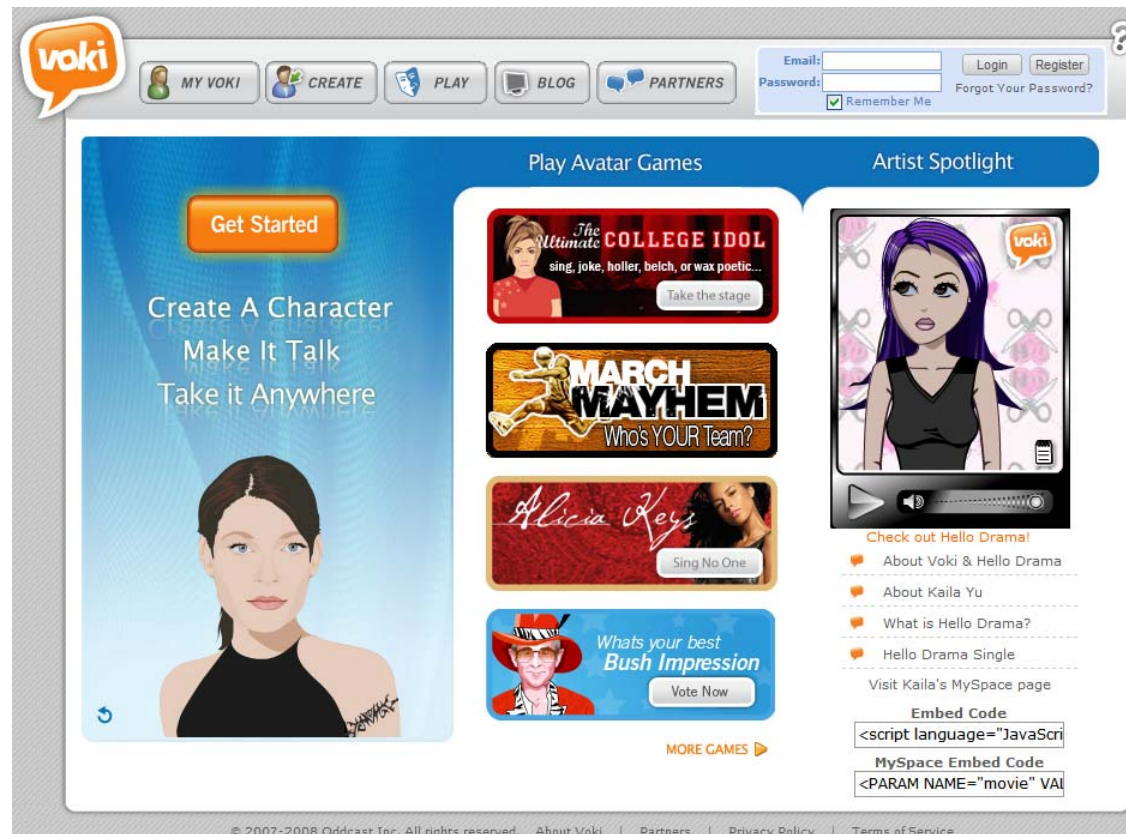 voki
MY VOKI
CREATE
PLAY
BLOG
PARTNERS
Email:
Password:
Login
Register
Forgot Your Password?
Remember Me
?
Get Started
Create A Character
Make It Talk
Take it Anywhere
Play Avatar Games
The
Ultimate COLLEGE IDOL
sing, joke, holler, belch, or wax poetic...
Take the stage
MARCH
MAYHEM
Who's YOUR Team?
Alicia Keys
Sing No One
Whats your best
Bush Impression
Vote Now
MORE GAMES
Artist Spotlight
voki
Check out Hello Drama!
About Voki & Hello Drama
About Kaila Yu
What is Hello Drama?
Hello Drama Single
Visit Kaila's MySpace page
Embed Code
<script language="JavaScri
MySpace Embed Code
<PARAM NAME="movie" VAL
© 2007-2008 Oddcast Inc. All rights reserved. About Voki | Partners | Privacy Policy | Terms of Service